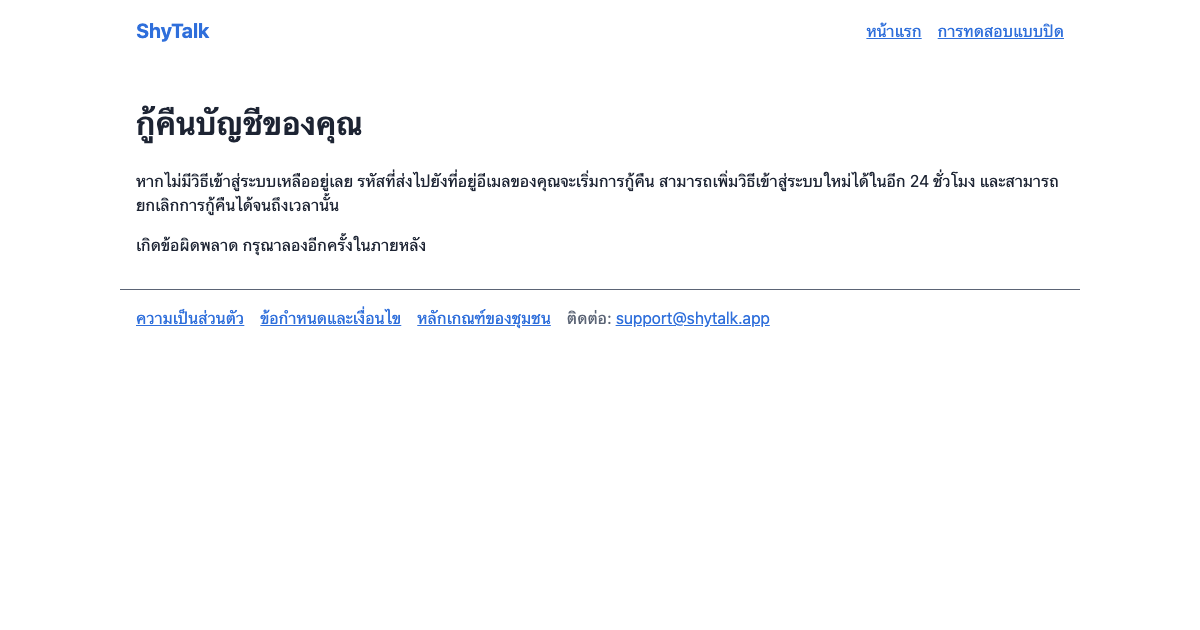 ShyTalk
หน้าแรก การทดสอบแบบปิด
กู้คืนบัญชีของคุณ
หากไม่มีวิธีเข้าสู่ระบบเหลืออยู่เลย รหัสที่ส่งไปยังที่อยู่อีเมลของคุณจะเริ่มการกู้คืน สามารถเพิ่มวิธีเข้าสู่ระบบใหม่ได้ในอีก 24 ชั่วโมง และสามารถ
ยกเลิกการกู้คืนได้จนถึงเวลานั้น
เกิดข้อผิดพลาด กรุณาลองอีกครั้งในภายหลัง
ความเป็นส่วนตัว ข้อกำหนดและเงื่อนไข หลักเกณฑ์ของชุมชน ติดต่อ: support@shytalk.app